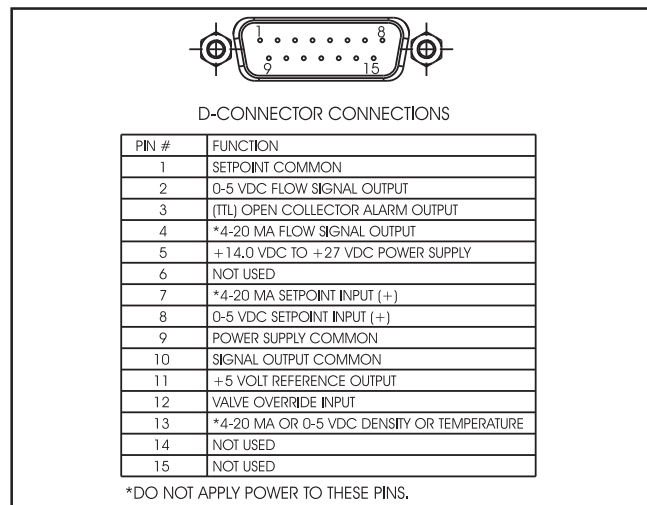 1 8
9 15
D-CONNECTOR CONNECTIONS
PIN # FUNCTION
1 SETPOINT COMMON
2 0-5 VDC FLOW SIGNAL OUTPUT
3 (TTL) OPEN COLLECTOR ALARM OUTPUT
4 *4-20 MA FLOW SIGNAL OUTPUT
5 +14.0 VDC TO +27 VDC POWER SUPPLY
6 NOT USED
7 *4-20 MA SETPOINT INPUT (+)
8 0-5 VDC SETPOINT INPUT (+)
9 POWER SUPPLY COMMON
10 SIGNAL OUTPUT COMMON
11 +5 VOLT REFERENCE OUTPUT
12 VALVE OVERRIDE INPUT
13 *4-20 MA OR 0-5 VDC DENSITY OR TEMPERATURE
14 NOT USED
15 NOT USED
*DO NOT APPLY POWER TO THESE PINS.